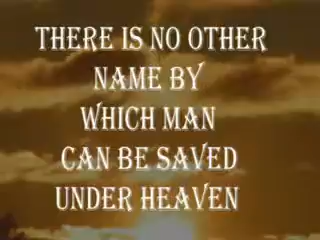 THERE IS NO OTHER
NAME BY
WHICH MAN
CAN BE SAVED
UNDER HEAVEN